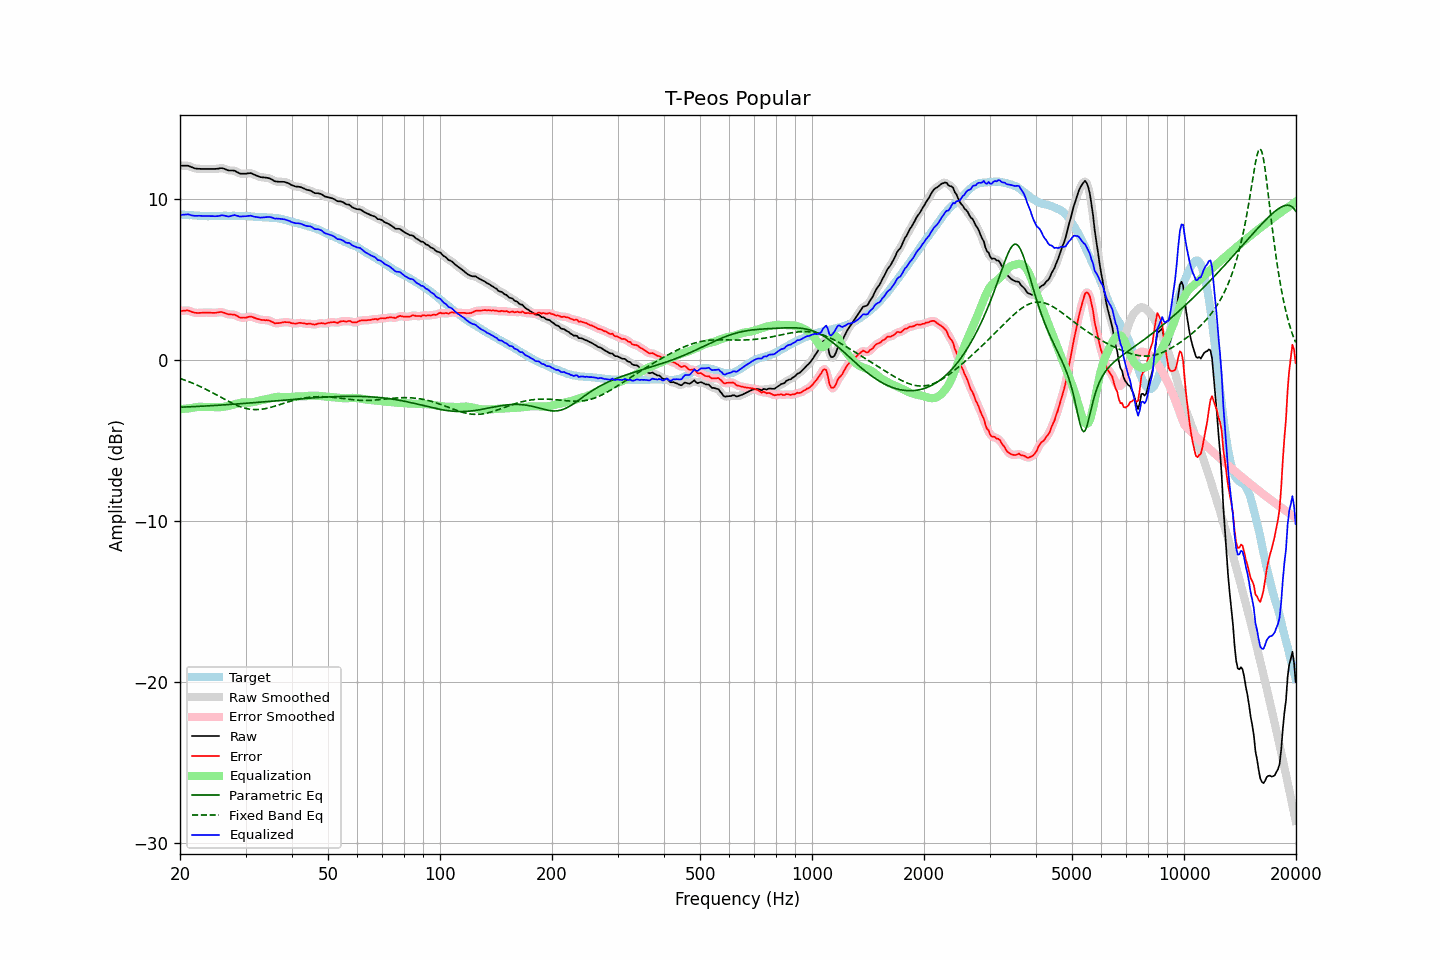 T-Peos Popular
Amplitude (dBr)
10
0
−10
−20
−30
Target
Raw Smoothed
Error Smoothed
Raw
Error
Equalization
Parametric Eq
Fixed Band Eq
Equalized
20
50
100
200
500
1000
2000
5000
10000
20000
Frequency (Hz)